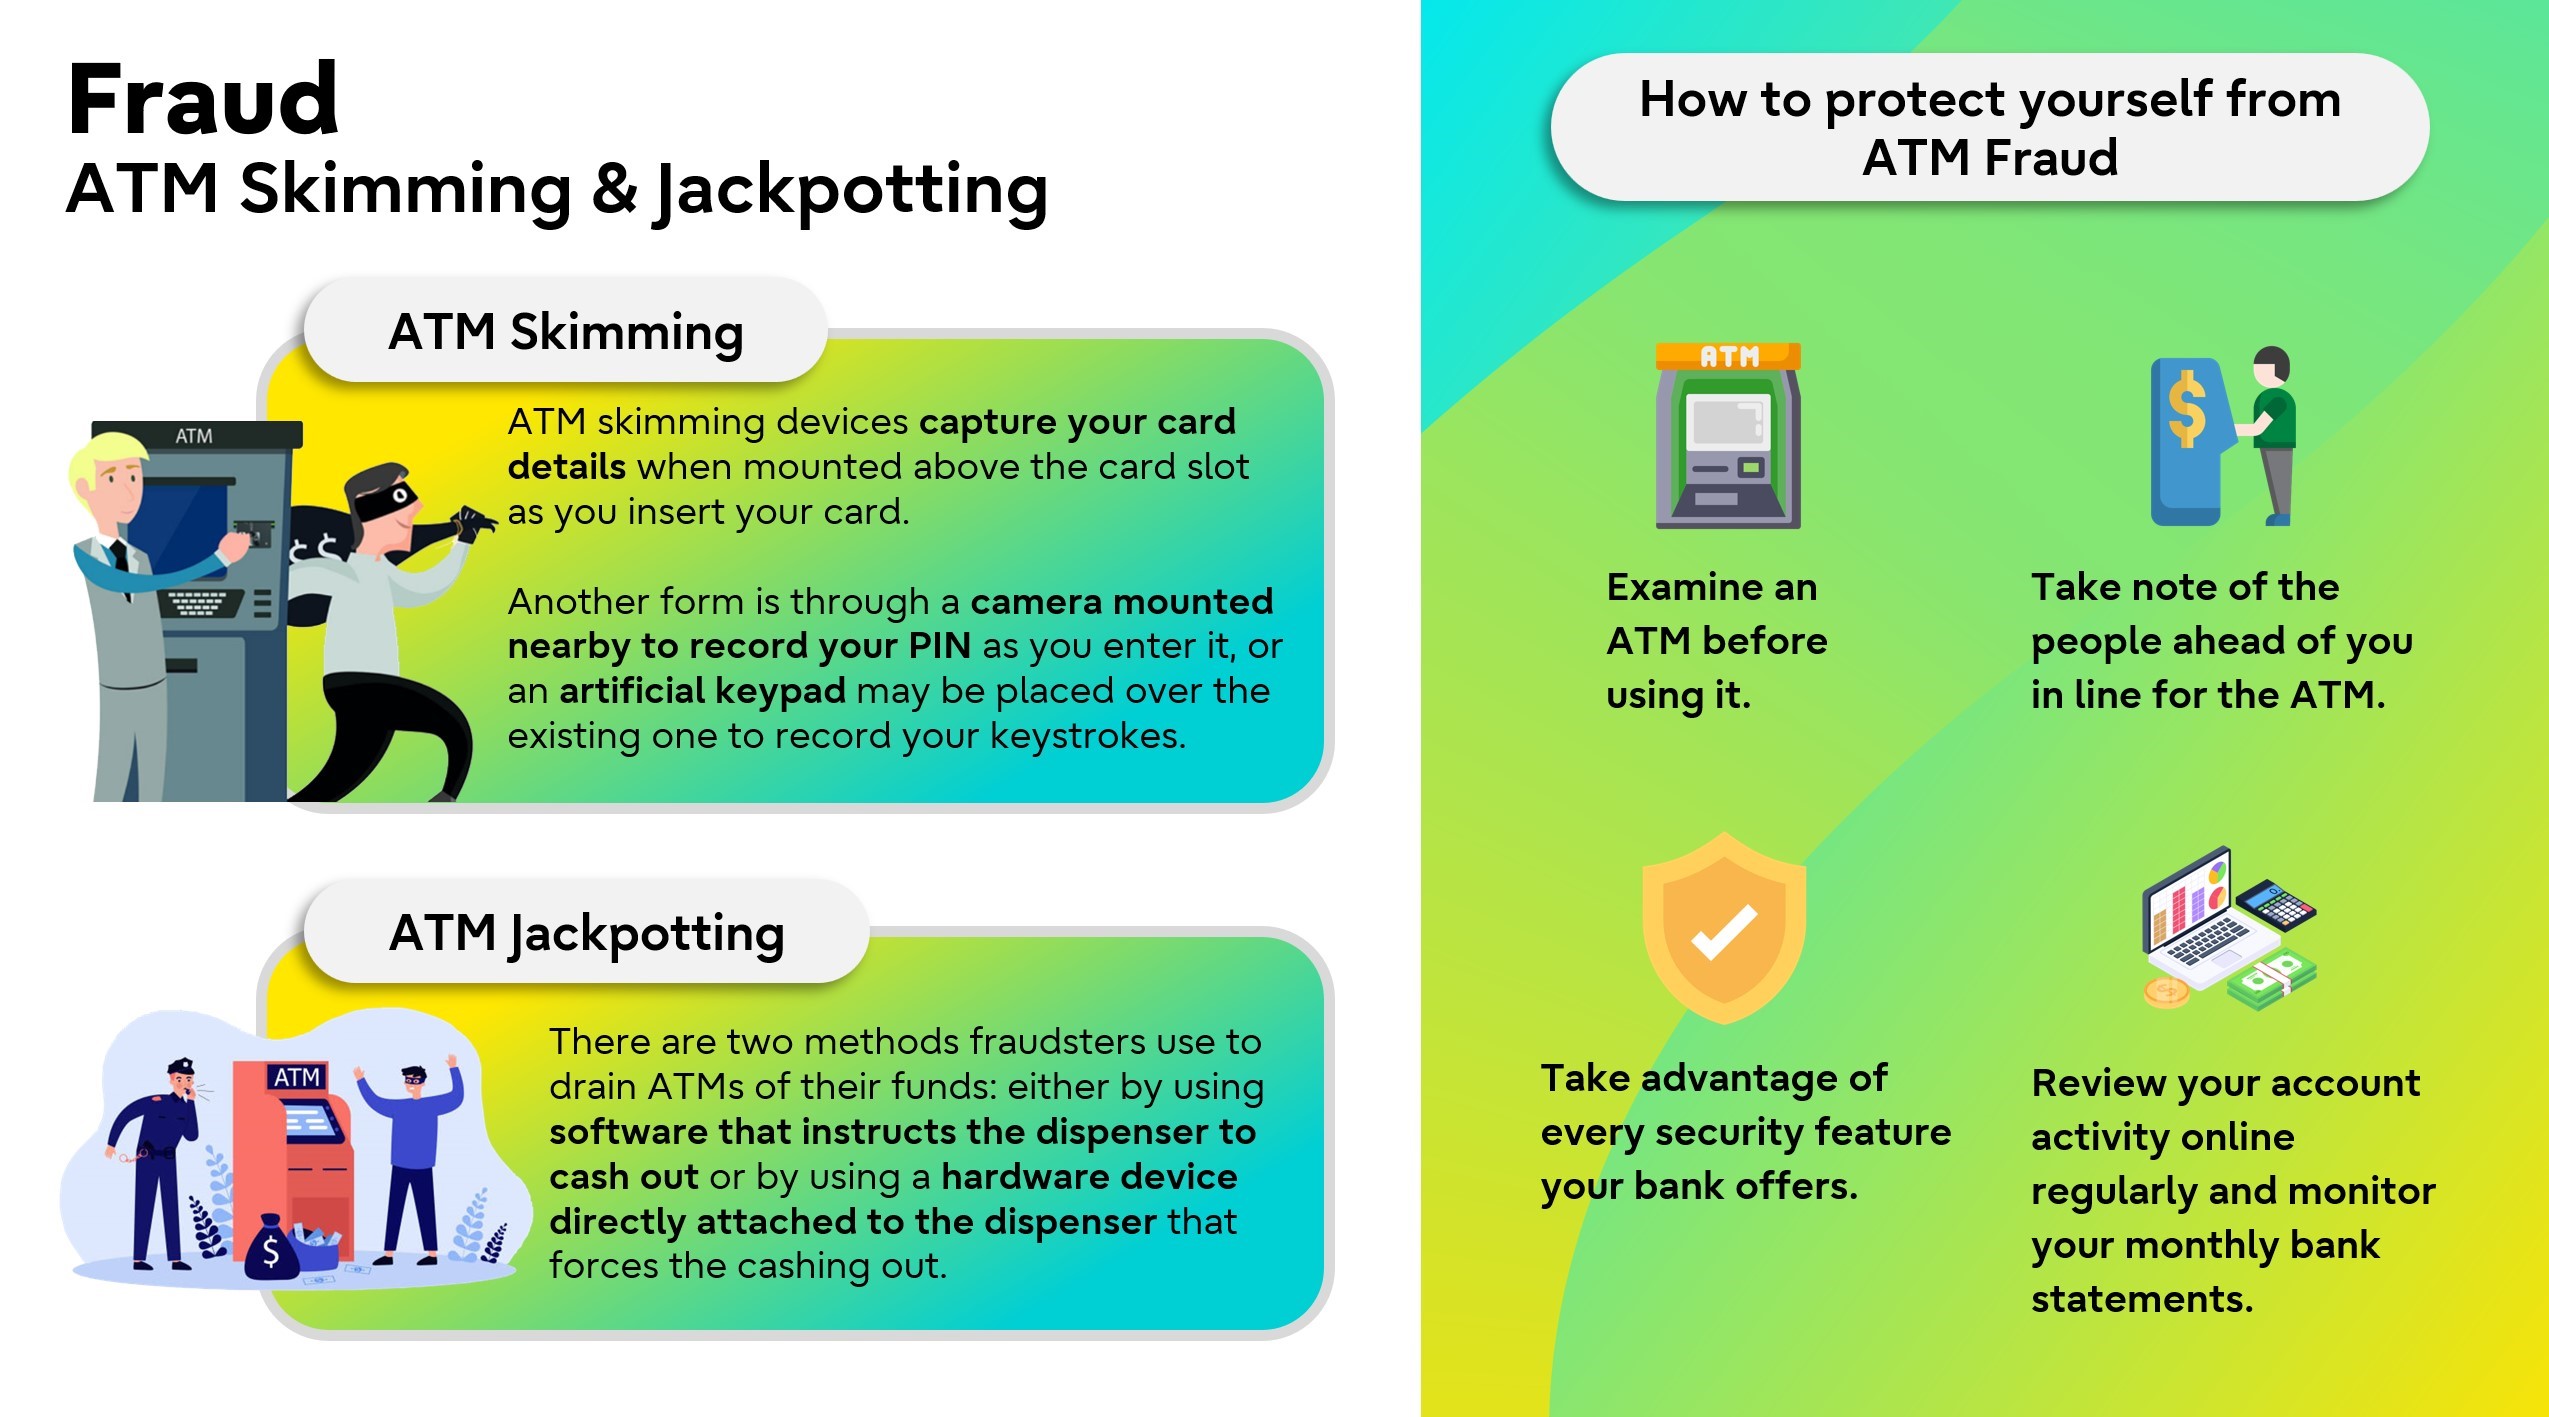 Fraud
ATM Skimming & Jackpotting
ATM Skimming
ATM
ATM skimming devices capture your card
details when mounted above the card slot
as you insert your card.
Another form is through a camera mounted
nearby to record your PIN as you enter it, or
an artificial keypad may be placed over the
existing one to record your keystrokes.
ATM Jackpotting
ATM
$
There are two methods fraudsters use to
drain ATMs of their funds: either by using
software that instructs the dispenser to
cash out or by using a hardware device
directly attached to the dispenser that
forces the cashing out.
How to protect yourself from
ATM Fraud
ATM
Examine an
ATM before
using it.
$
Take note of the
people ahead of you
in line for the ATM.
Take advantage of
every security feature
your bank offers.
Review your account
activity online
regularly and monitor
your monthly bank
statements.